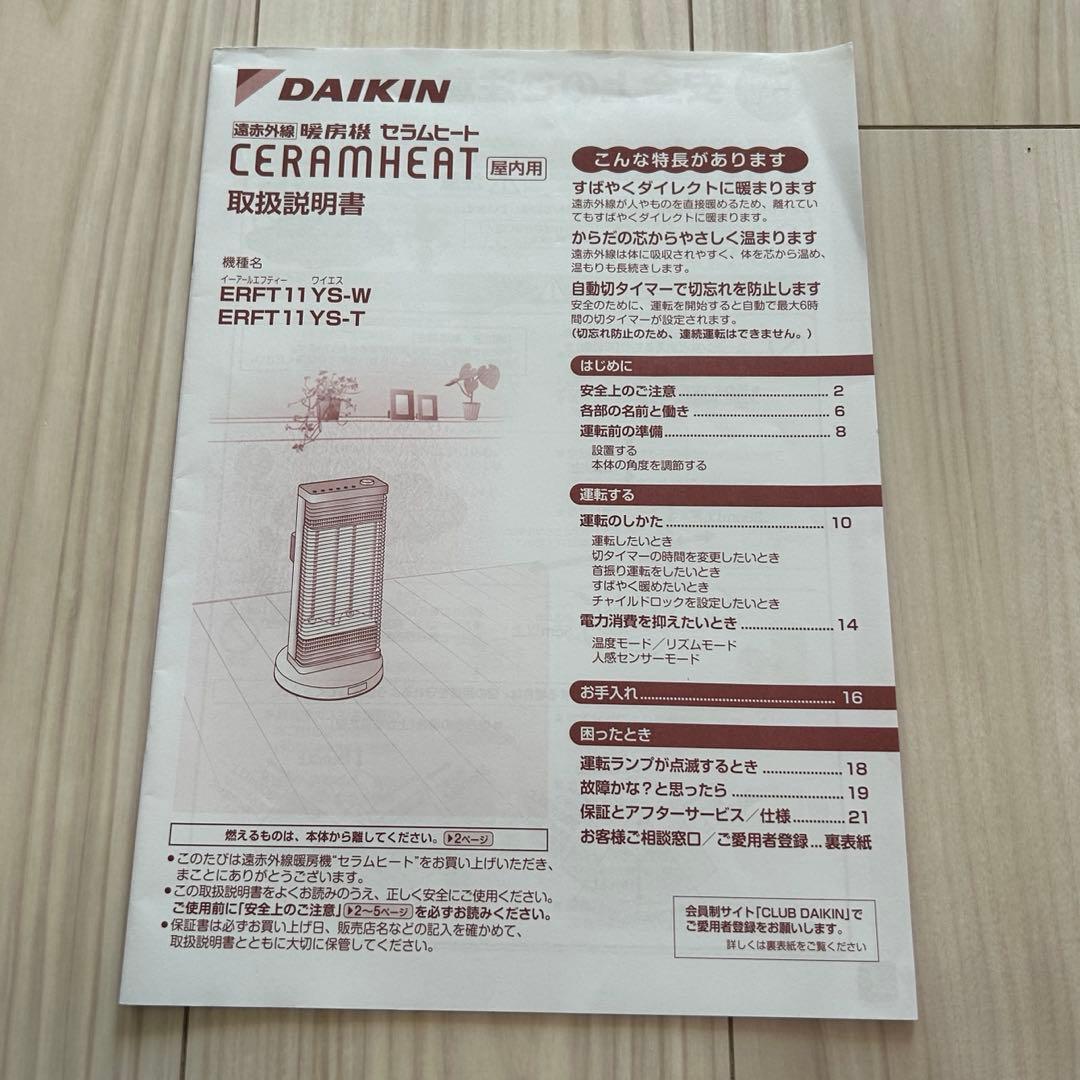 DAIKIN
遠赤外線 暖房機 セラムヒート
CERAMHEAT 屋内用
取扱説明書
機種名
イーアールエフティー ワイエス
ERFT11YS-W
ERFT11YS-T
燃えるものは、本体から離してください。 2ページ
●このたびは遠赤外線暖房機“セラムヒート”をお買い上げいただき、
まことにありがとうございます。
●この取扱説明書をよくお読みのうえ、正しく安全にご使用ください。
ご使用前に「安全上のご注意」 2〜5ページ を必ずお読みください。
●保証書は必ずお買い上げ日、販売店名などの記入を確かめて、
取扱説明書とともに大切に保管してください。
こんな特長があります
すばやくダイレクトに暖まります
遠赤外線が人やものを直接暖めるため、離れてい
てもすばやくダイレクトに暖まります。
からだの芯からやさしく温まります
遠赤外線は体に吸収されやすく、体を芯から温め、
温もりも長続きします。
自動切タイマーで切忘れを防止します
安全のために、運転を開始すると自動で最大6時
間の切タイマーが設定されます。
(切忘れ防止のため、連続運転はできません。)
はじめに
安全上のご注意 2
各部の名前と働き 6
運転前の準備 8
設置する
本体の角度を調節する
運転する
運転のしかた 10
運転したいとき
切タイマーの時間を変更したいとき
首振り運転をしたいとき
すばやく暖めたいとき
チャイルドロックを設定したいとき
電力消費を抑えたいとき 14
温度モード／リズムモード
人感センサーモード
お手入れ 16
困ったとき
運転ランプが点滅するとき 18
故障かな？と思ったら 19
保証とアフターサービス／仕様 21
お客様ご相談窓口／ご愛用者登録...裏表紙
会員制サイト「CLUB DAIKIN」で
ご愛用者登録をお願いします。
詳しくは裏表紙をご覧ください